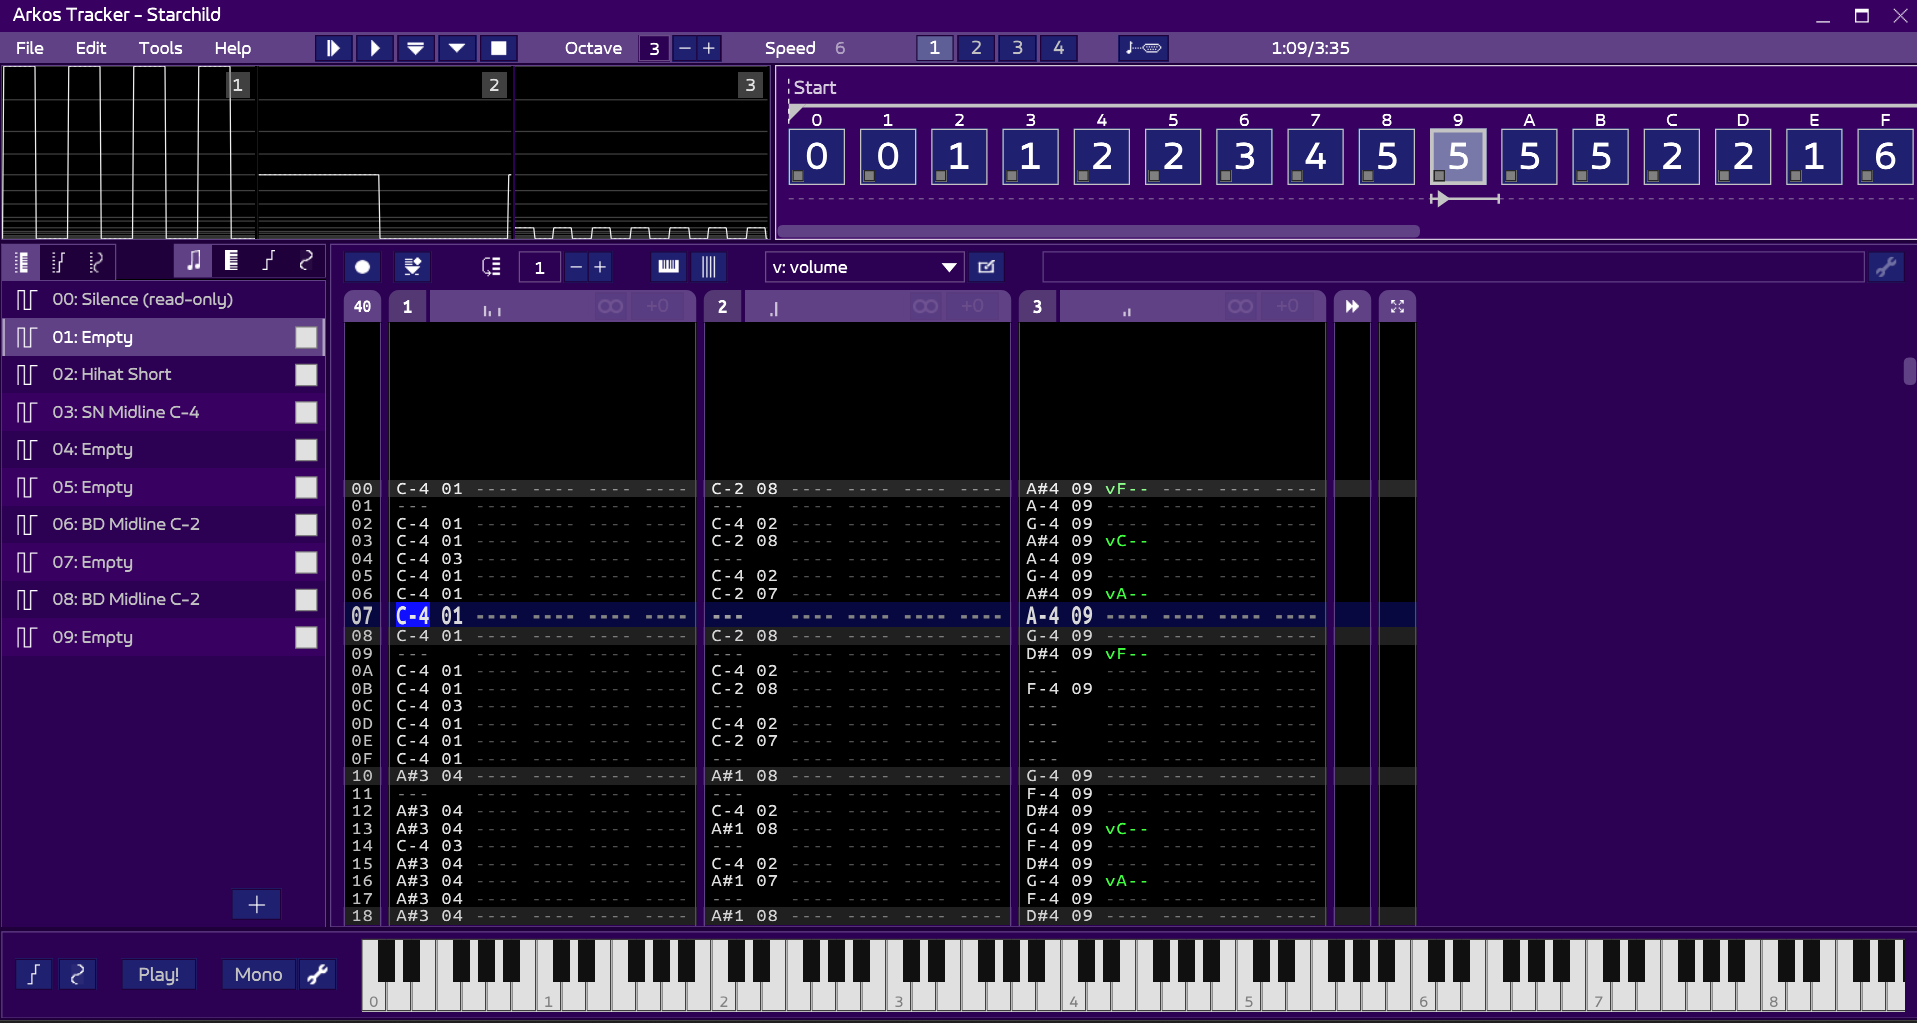 Arkos Tracker - Starchild
File Edit Tools Help Octave 3 - + Speed 6 1 2 3 4 1:09/3:35
1 2 3
Start
0 1 2 3 4 5 6 7 8 9 A B C D E F
0 0 1 1 2 2 3 4 5 5 5 5 2 2 1 6
1 - + v: volume
00: Silence (read-only)
01: Empty
02: Hihat Short
03: SN Midline C-4
04: Empty
05: Empty
06: BD Midline C-2
07: Empty
08: BD Midline C-2
09: Empty
+
40 1 +0 2 +0 3 +0
00 C-4 01 ---- ---- ---- ---- C-2 08 ---- ---- ---- ---- A#4 09 vF-- ---- ---- ----
01 --- ---- ---- ---- ---- --- ---- ---- ---- ---- A-4 09 ---- ---- ---- ----
02 C-4 01 ---- ---- ---- ---- C-4 02 ---- ---- ---- ---- G-4 09 ---- ---- ---- ----
03 C-4 01 ---- ---- ---- ---- C-2 08 ---- ---- ---- ---- A#4 09 vC-- ---- ---- ----
04 C-4 03 ---- ---- ---- ---- --- ---- ---- ---- ---- A-4 09 ---- ---- ---- ----
05 C-4 01 ---- ---- ---- ---- C-4 02 ---- ---- ---- ---- G-4 09 ---- ---- ---- ----
06 C-4 01 ---- ---- ---- ---- C-2 07 ---- ---- ---- ---- A#4 09 vA-- ---- ---- ----
07 C-4 01 ---- ---- ---- ---- --- ---- ---- ---- ---- A-4 09 ---- ---- ---- ----
08 C-4 01 ---- ---- ---- ---- C-2 08 ---- ---- ---- ---- G-4 09 ---- ---- ---- ----
09 --- ---- ---- ---- ---- --- ---- ---- ---- ---- D#4 09 vF-- ---- ---- ----
0A C-4 01 ---- ---- ---- ---- C-4 02 ---- ---- ---- ---- --- ---- ---- ---- ----
0B C-4 01 ---- ---- ---- ---- C-2 08 ---- ---- ---- ---- F-4 09 ---- ---- ---- ----
0C C-4 03 ---- ---- ---- ---- --- ---- ---- ---- ---- --- ---- ---- ---- ----
0D C-4 01 ---- ---- ---- ---- C-4 02 ---- ---- ---- ---- --- ---- ---- ---- ----
0E C-4 01 ---- ---- ---- ---- C-2 07 ---- ---- ---- ---- --- ---- ---- ---- ----
0F C-4 01 ---- ---- ---- ---- --- ---- ---- ---- ---- --- ---- ---- ---- ----
10 A#3 04 ---- ---- ---- ---- A#1 08 ---- ---- ---- ---- G-4 09 ---- ---- ---- ----
11 --- ---- ---- ---- ---- --- ---- ---- ---- ---- F-4 09 ---- ---- ---- ----
12 A#3 04 ---- ---- ---- ---- C-4 02 ---- ---- ---- ---- D#4 09 ---- ---- ---- ----
13 A#3 04 ---- ---- ---- ---- A#1 08 ---- ---- ---- ---- G-4 09 vC-- ---- ---- ----
14 C-4 03 ---- ---- ---- ---- --- ---- ---- ---- ---- F-4 09 ---- ---- ---- ----
15 A#3 04 ---- ---- ---- ---- C-4 02 ---- ---- ---- ---- D#4 09 ---- ---- ---- ----
16 A#3 04 ---- ---- ---- ---- A#1 07 ---- ---- ---- ---- G-4 09 vA-- ---- ---- ----
17 A#3 04 ---- ---- ---- ---- --- ---- ---- ---- ---- F-4 09 ---- ---- ---- ----
18 A#3 04 ---- ---- ---- ---- A#1 08 ---- ---- ---- ---- D#4 09 ---- ---- ---- ----
Play! Mono
0 1 2 3 4 5 6 7 8